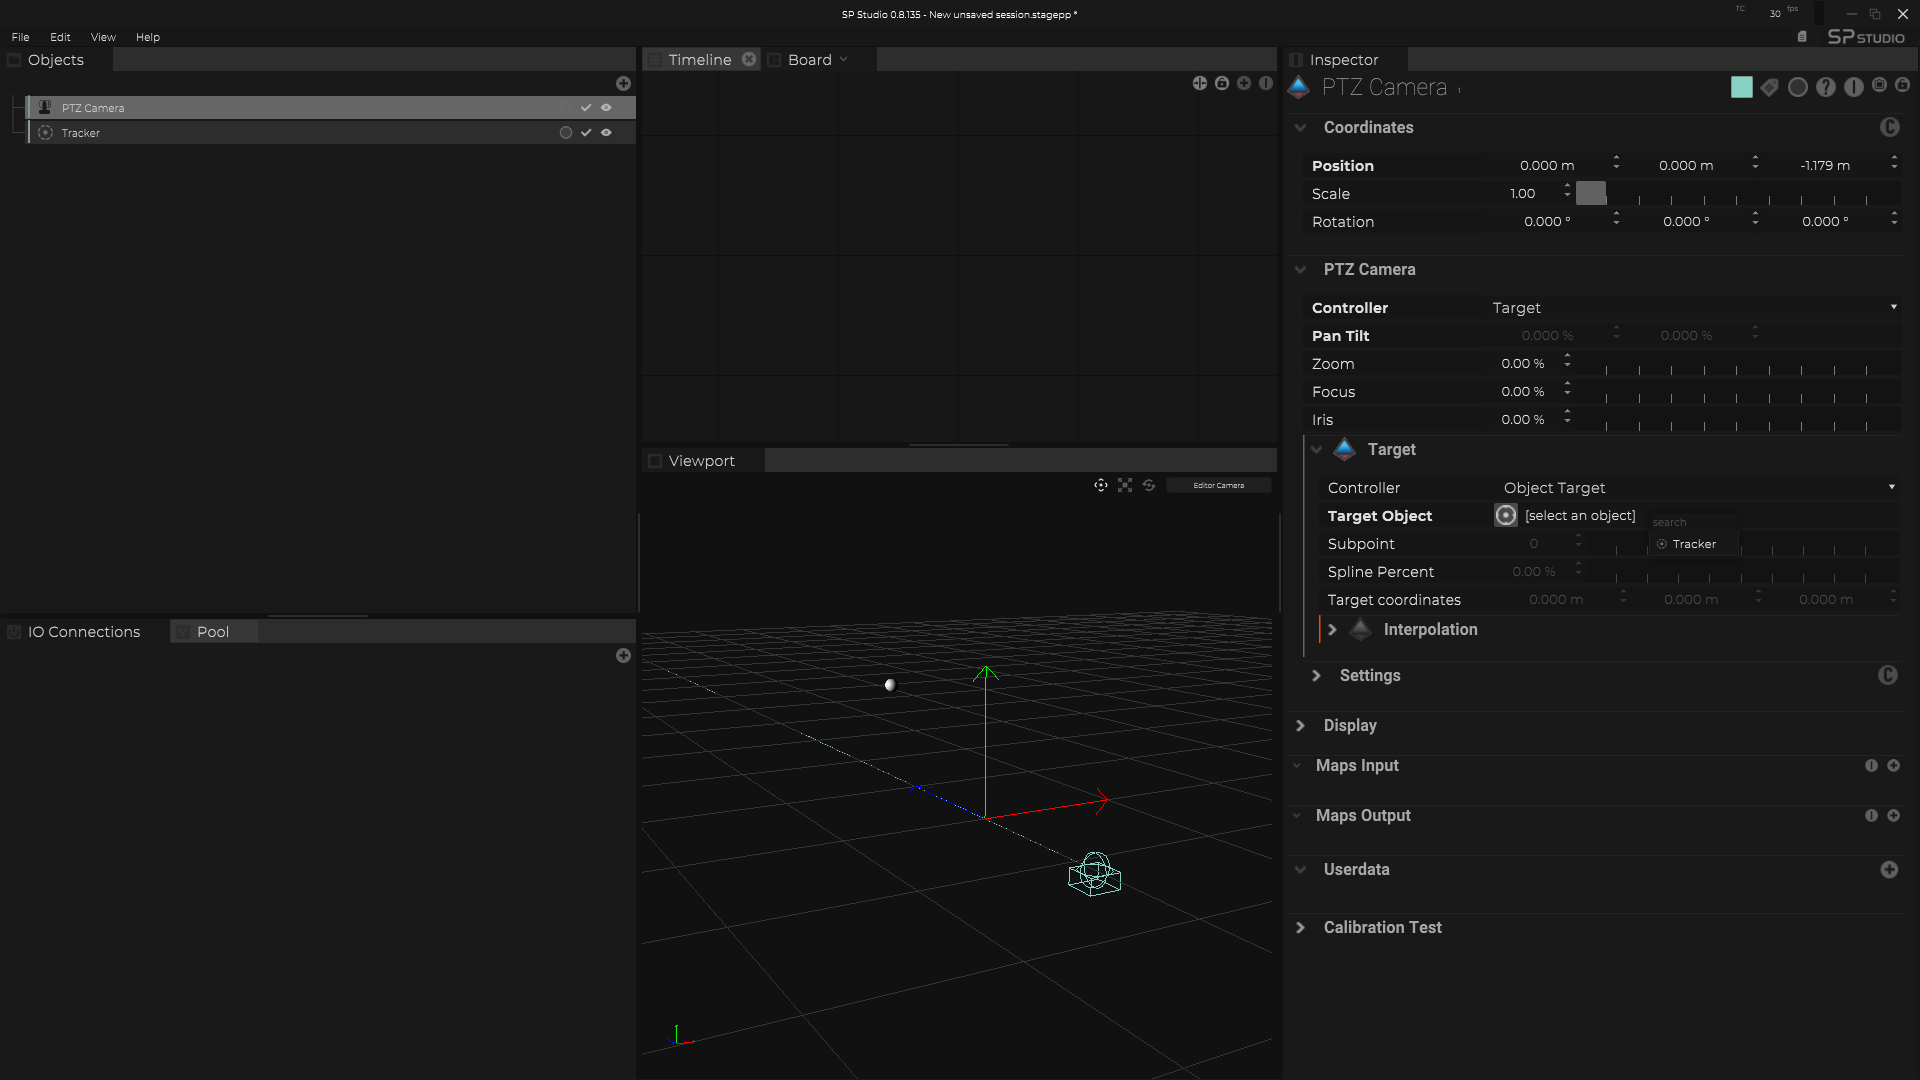 SP Studio 0.8.135 - New unsaved session.stagepp *
TC
30 fps
File Edit View Help
SP STUDIO
Objects
PTZ Camera
Tracker
Timeline
Board
Viewport
Editor Camera
IO Connections
Pool
Inspector
PTZ Camera 1
Coordinates
C
Position 0.000 m 0.000 m -1.179 m
Scale 1.00
Rotation 0.000 ° 0.000 ° 0.000 °
PTZ Camera
Controller Target
Pan Tilt 0.000 % 0.000 %
Zoom 0.00 %
Focus 0.00 %
Iris 0.00 %
Target
Controller Object Target
Target Object [select an object]
search
Tracker
Subpoint 0
Spline Percent 0.00 %
Target coordinates 0.000 m 0.000 m 0.000 m
Interpolation
Settings
C
Display
Maps Input
Maps Output
Userdata
Calibration Test